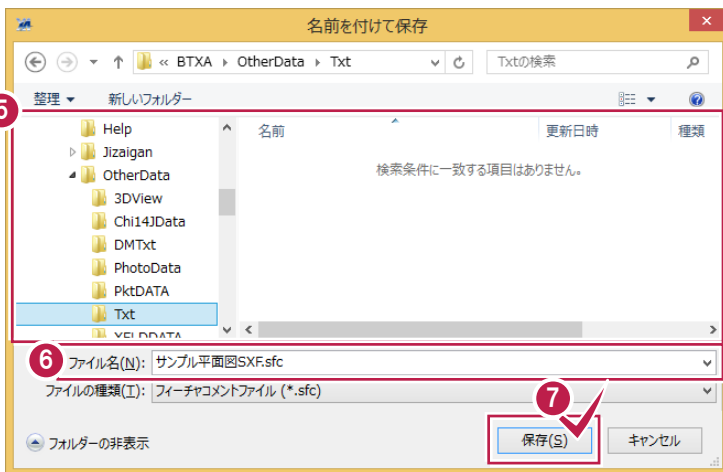 名前を付けて保存
« BTXA ▸ OtherData ▸ Txt
Txtの検索
整理 新しいフォルダー
5
Help
Jizaigan
OtherData
3DView
Chi14JData
DMTxt
PhotoData
PktDATA
Txt
XFLDDATA
名前 更新日時 種類
検索条件に一致する項目はありません。
6
ファイル名(N): サンプル平面図SXF.sfc
ファイルの種類(T): フィーチャコメントファイル (*.sfc)
7
フォルダーの非表示
保存(S) キャンセル